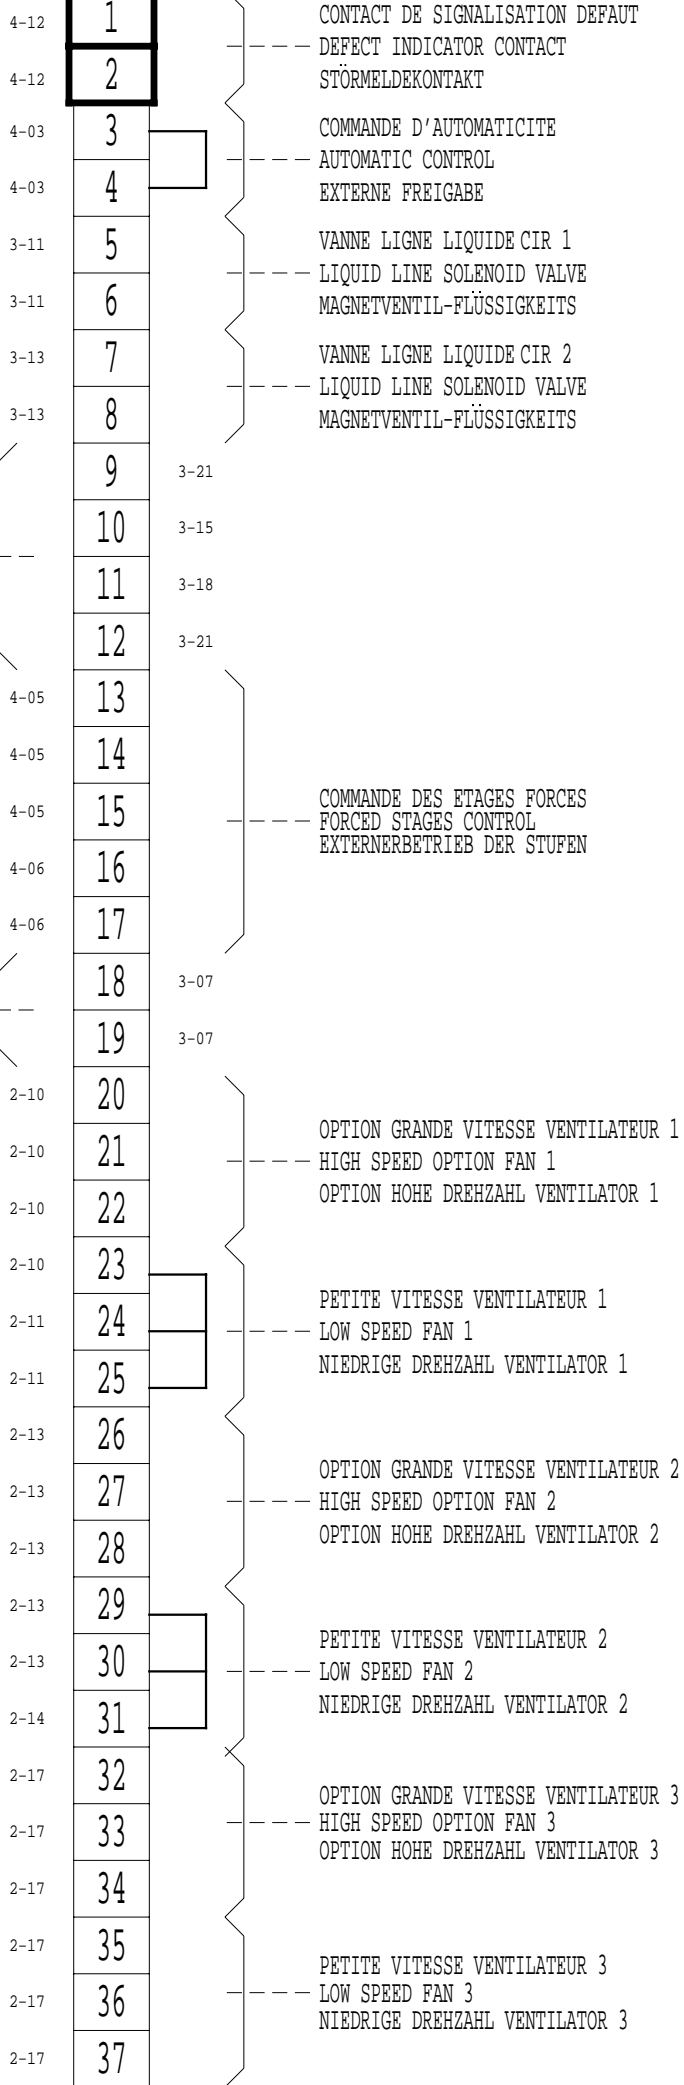 4-12 1 CONTACT DE SIGNALISATION DEFAUT
DEFECT INDICATOR CONTACT
4-12 2 STÖRMELDEKONTAKT
4-03 3 COMMANDE D'AUTOMATICITE
AUTOMATIC CONTROL
4-03 4 EXTERNE FREIGABE
3-11 5 VANNE LIGNE LIQUIDE CIR 1
LIQUID LINE SOLENOID VALVE
3-11 6 MAGNETVENTIL-FLÜSSIGKEITS
3-13 7 VANNE LIGNE LIQUIDE CIR 2
LIQUID LINE SOLENOID VALVE
3-13 8 MAGNETVENTIL-FLÜSSIGKEITS
9 3-21
10 3-15
11 3-18
12 3-21
4-05 13
4-05 14
COMMANDE DES ETAGES FORCES
4-05 15 FORCED STAGES CONTROL
EXTERNERBETRIEB DER STUFEN
4-06 16
4-06 17
18 3-07
19 3-07
2-10 20
OPTION GRANDE VITESSE VENTILATEUR 1
2-10 21 HIGH SPEED OPTION FAN 1
OPTION HOHE DREHZAHL VENTILATOR 1
2-10 22
2-10 23
PETITE VITESSE VENTILATEUR 1
2-11 24 LOW SPEED FAN 1
NIEDRIGE DREHZAHL VENTILATOR 1
2-11 25
2-13 26
OPTION GRANDE VITESSE VENTILATEUR 2
2-13 27 HIGH SPEED OPTION FAN 2
OPTION HOHE DREHZAHL VENTILATOR 2
2-13 28
2-13 29
PETITE VITESSE VENTILATEUR 2
2-13 30 LOW SPEED FAN 2
NIEDRIGE DREHZAHL VENTILATOR 2
2-14 31
2-17 32
OPTION GRANDE VITESSE VENTILATEUR 3
2-17 33 HIGH SPEED OPTION FAN 3
OPTION HOHE DREHZAHL VENTILATOR 3
2-17 34
2-17 35
PETITE VITESSE VENTILATEUR 3
2-17 36 LOW SPEED FAN 3
NIEDRIGE DREHZAHL VENTILATOR 3
2-17 37